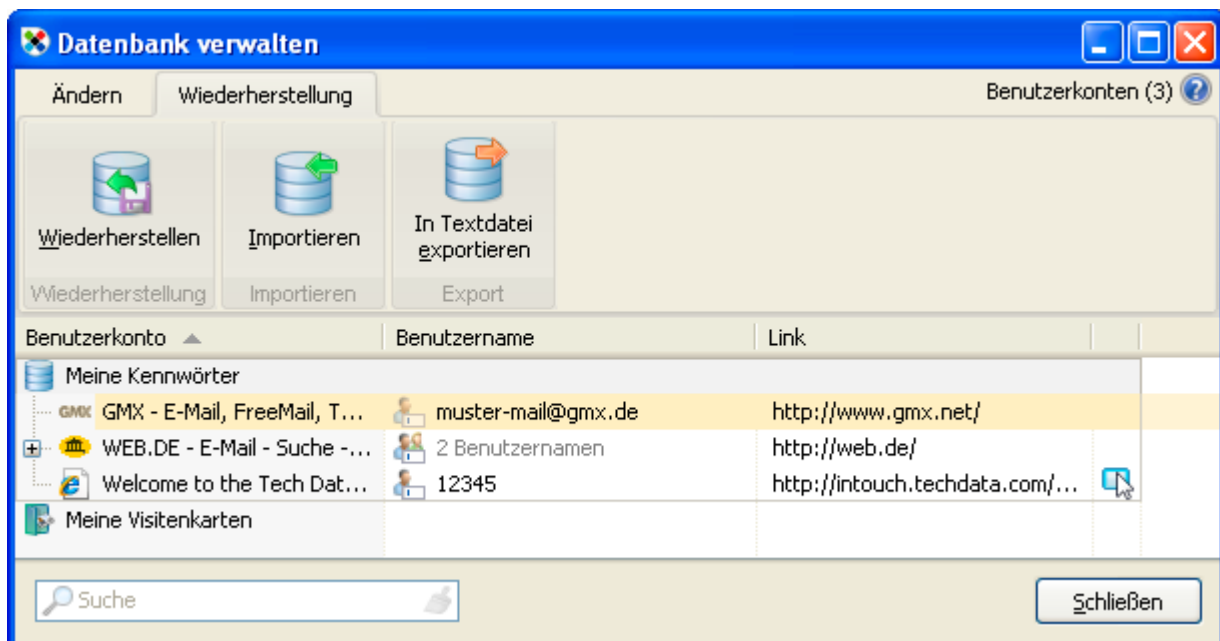 Datenbank verwalten
Ändern Wiederherstellung Benutzerkonten (3)
Wiederherstellen Importieren In Textdatei
exportieren
Wiederherstellung Importieren Export
Benutzerkonto Benutzername Link
Meine Kennwörter
GMX GMX - E-Mail, FreeMail, T... muster-mail@gmx.de http://www.gmx.net/
WEB.DE - E-Mail - Suche -... 2 Benutzernamen http://web.de/
Welcome to the Tech Dat... 12345 http://intouch.techdata.com/...
Meine Visitenkarten
Suche Schließen